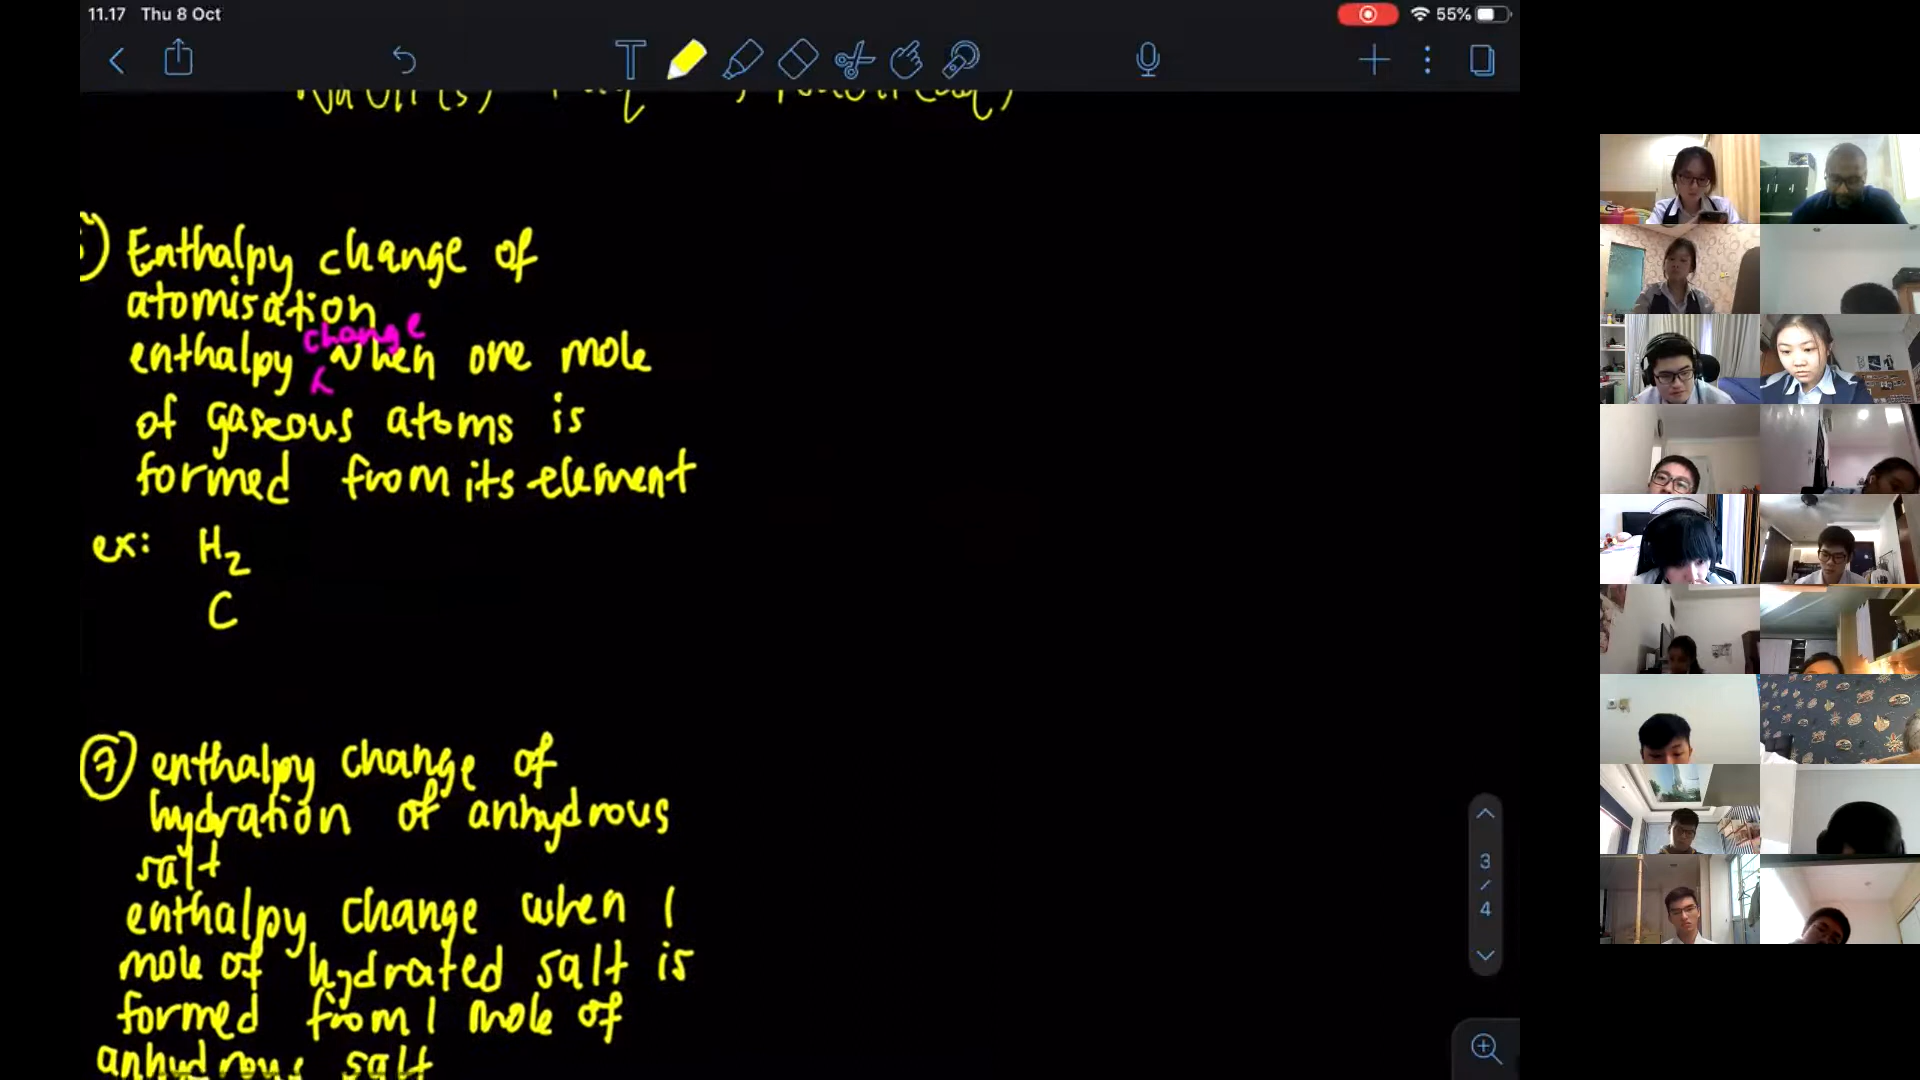 11.17 Thu 8 Oct
55%
Enthalpy change of
atomisation
change
enthalpy when one mole
of gaseous atoms is
formed from its element
ex: H₂
C
⑦ enthalpy change of
hydration of anhydrous
salt
enthalpy change when 1
mole of hydrated salt is
formed from 1 mole of
anhydrous salt
3
/
4